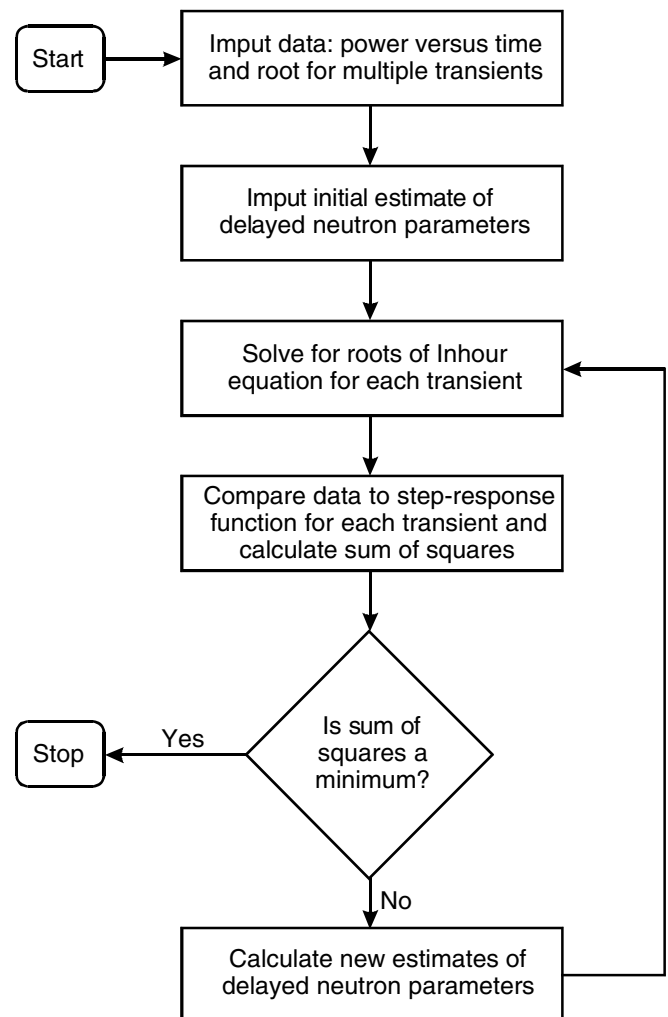 Start
Imput data: power versus time
and root for multiple transients
Imput initial estimate of
delayed neutron parameters
Solve for roots of Inhour
equation for each transient
Compare data to step-response
function for each transient and
calculate sum of squares
Is sum of
squares a
minimum?
Yes
Stop
No
Calculate new estimates of
delayed neutron parameters